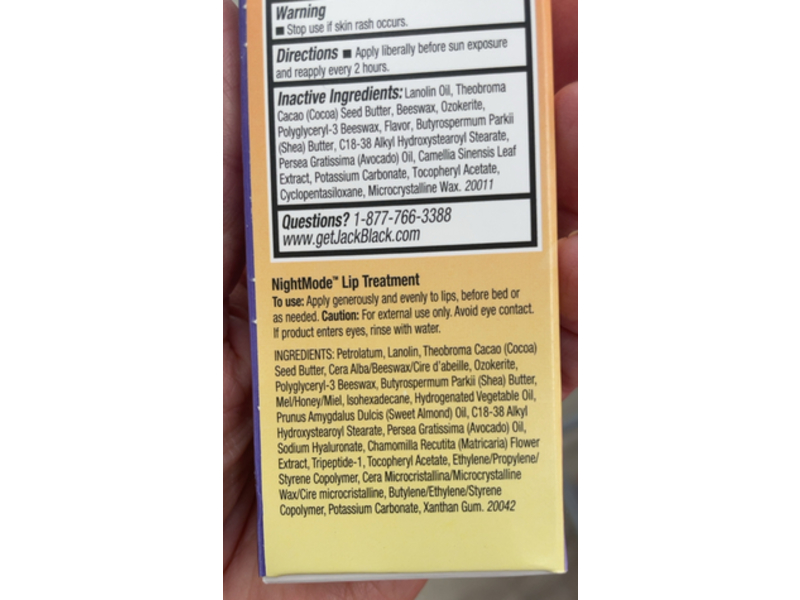 Warning
■ Stop use if skin rash occurs.
Directions ■ Apply liberally before sun exposure
and reapply every 2 hours.
Inactive Ingredients: Lanolin Oil, Theobroma
Cacao (Cocoa) Seed Butter, Beeswax, Ozokerite,
Polyglyceryl-3 Beeswax, Flavor, Butyrospermum Parkii
(Shea) Butter, C18-38 Alkyl Hydroxystearoyl Stearate,
Persea Gratissima (Avocado) Oil, Camellia Sinensis Leaf
Extract, Potassium Carbonate, Tocopheryl Acetate,
Cyclopentasiloxane, Microcrystalline Wax. 20011
Questions? 1-877-766-3388
www.getJackBlack.com
NightMode™ Lip Treatment
To use: Apply generously and evenly to lips, before bed or
as needed. Caution: For external use only. Avoid eye contact.
If product enters eyes, rinse with water.
INGREDIENTS: Petrolatum, Lanolin, Theobroma Cacao (Cocoa)
Seed Butter, Cera Alba/Beeswax/Cire d'abeille, Ozokerite,
Polyglyceryl-3 Beeswax, Butyrospermum Parkii (Shea) Butter,
Mel/Honey/Miel, Isohexadecane, Hydrogenated Vegetable Oil,
Prunus Amygdalus Dulcis (Sweet Almond) Oil, C18-38 Alkyl
Hydroxystearoyl Stearate, Persea Gratissima (Avocado) Oil,
Sodium Hyaluronate, Chamomilla Recutita (Matricaria) Flower
Extract, Tripeptide-1, Tocopheryl Acetate, Ethylene/Propylene/
Styrene Copolymer, Cera Microcristallina/Microcrystalline
Wax/Cire microcristalline, Butylene/Ethylene/Styrene
Copolymer, Potassium Carbonate, Xanthan Gum. 20042